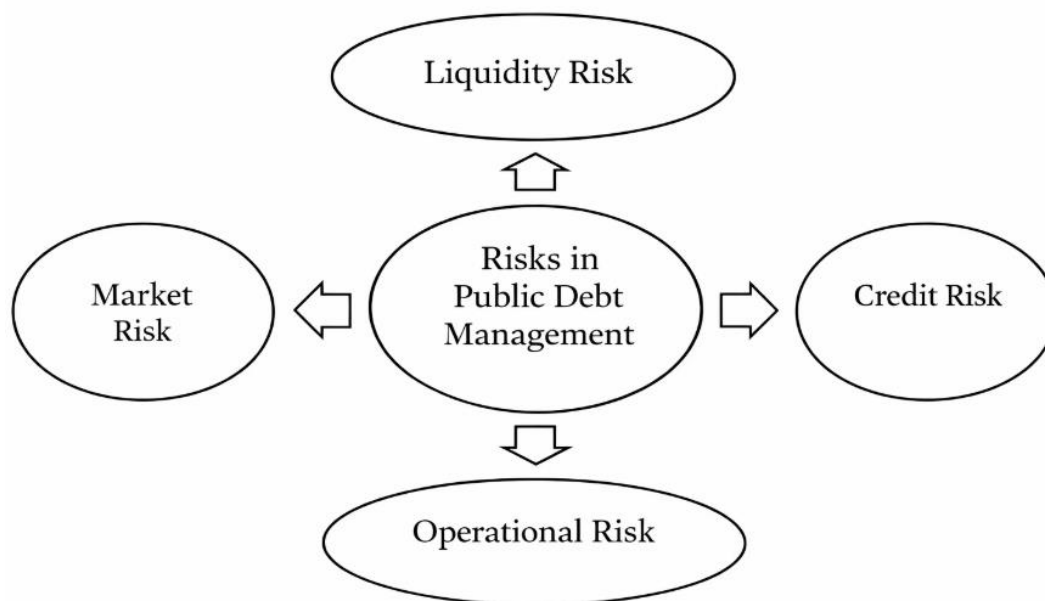 Liquidity Risk
Market
Risk
Risks in
Public Debt
Management
Credit Risk
Operational Risk